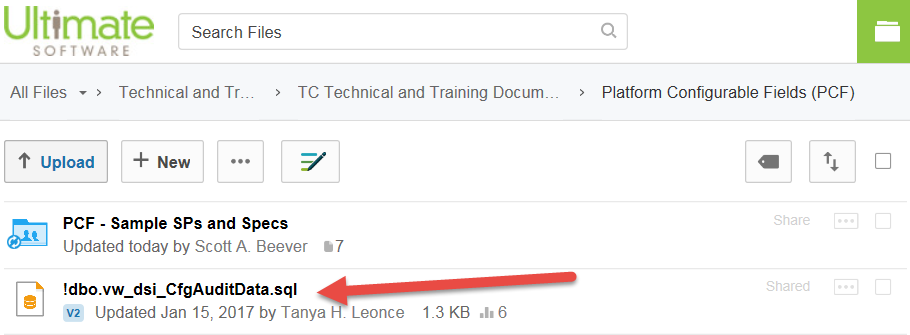 Ultimate
SOFTWARE
Search Files
All Files > Technical and Tr... > TC Technical and Training Docum... > Platform Configurable Fields (PCF)
Upload
+ New
PCF - Sample SPs and Specs
Share
Updated today by Scott A. Beever 7
!dbo.vw_dsi_CfgAuditData.sql
Shared
V2 Updated Jan 15, 2017 by Tanya H. Leonce 1.3 KB 6